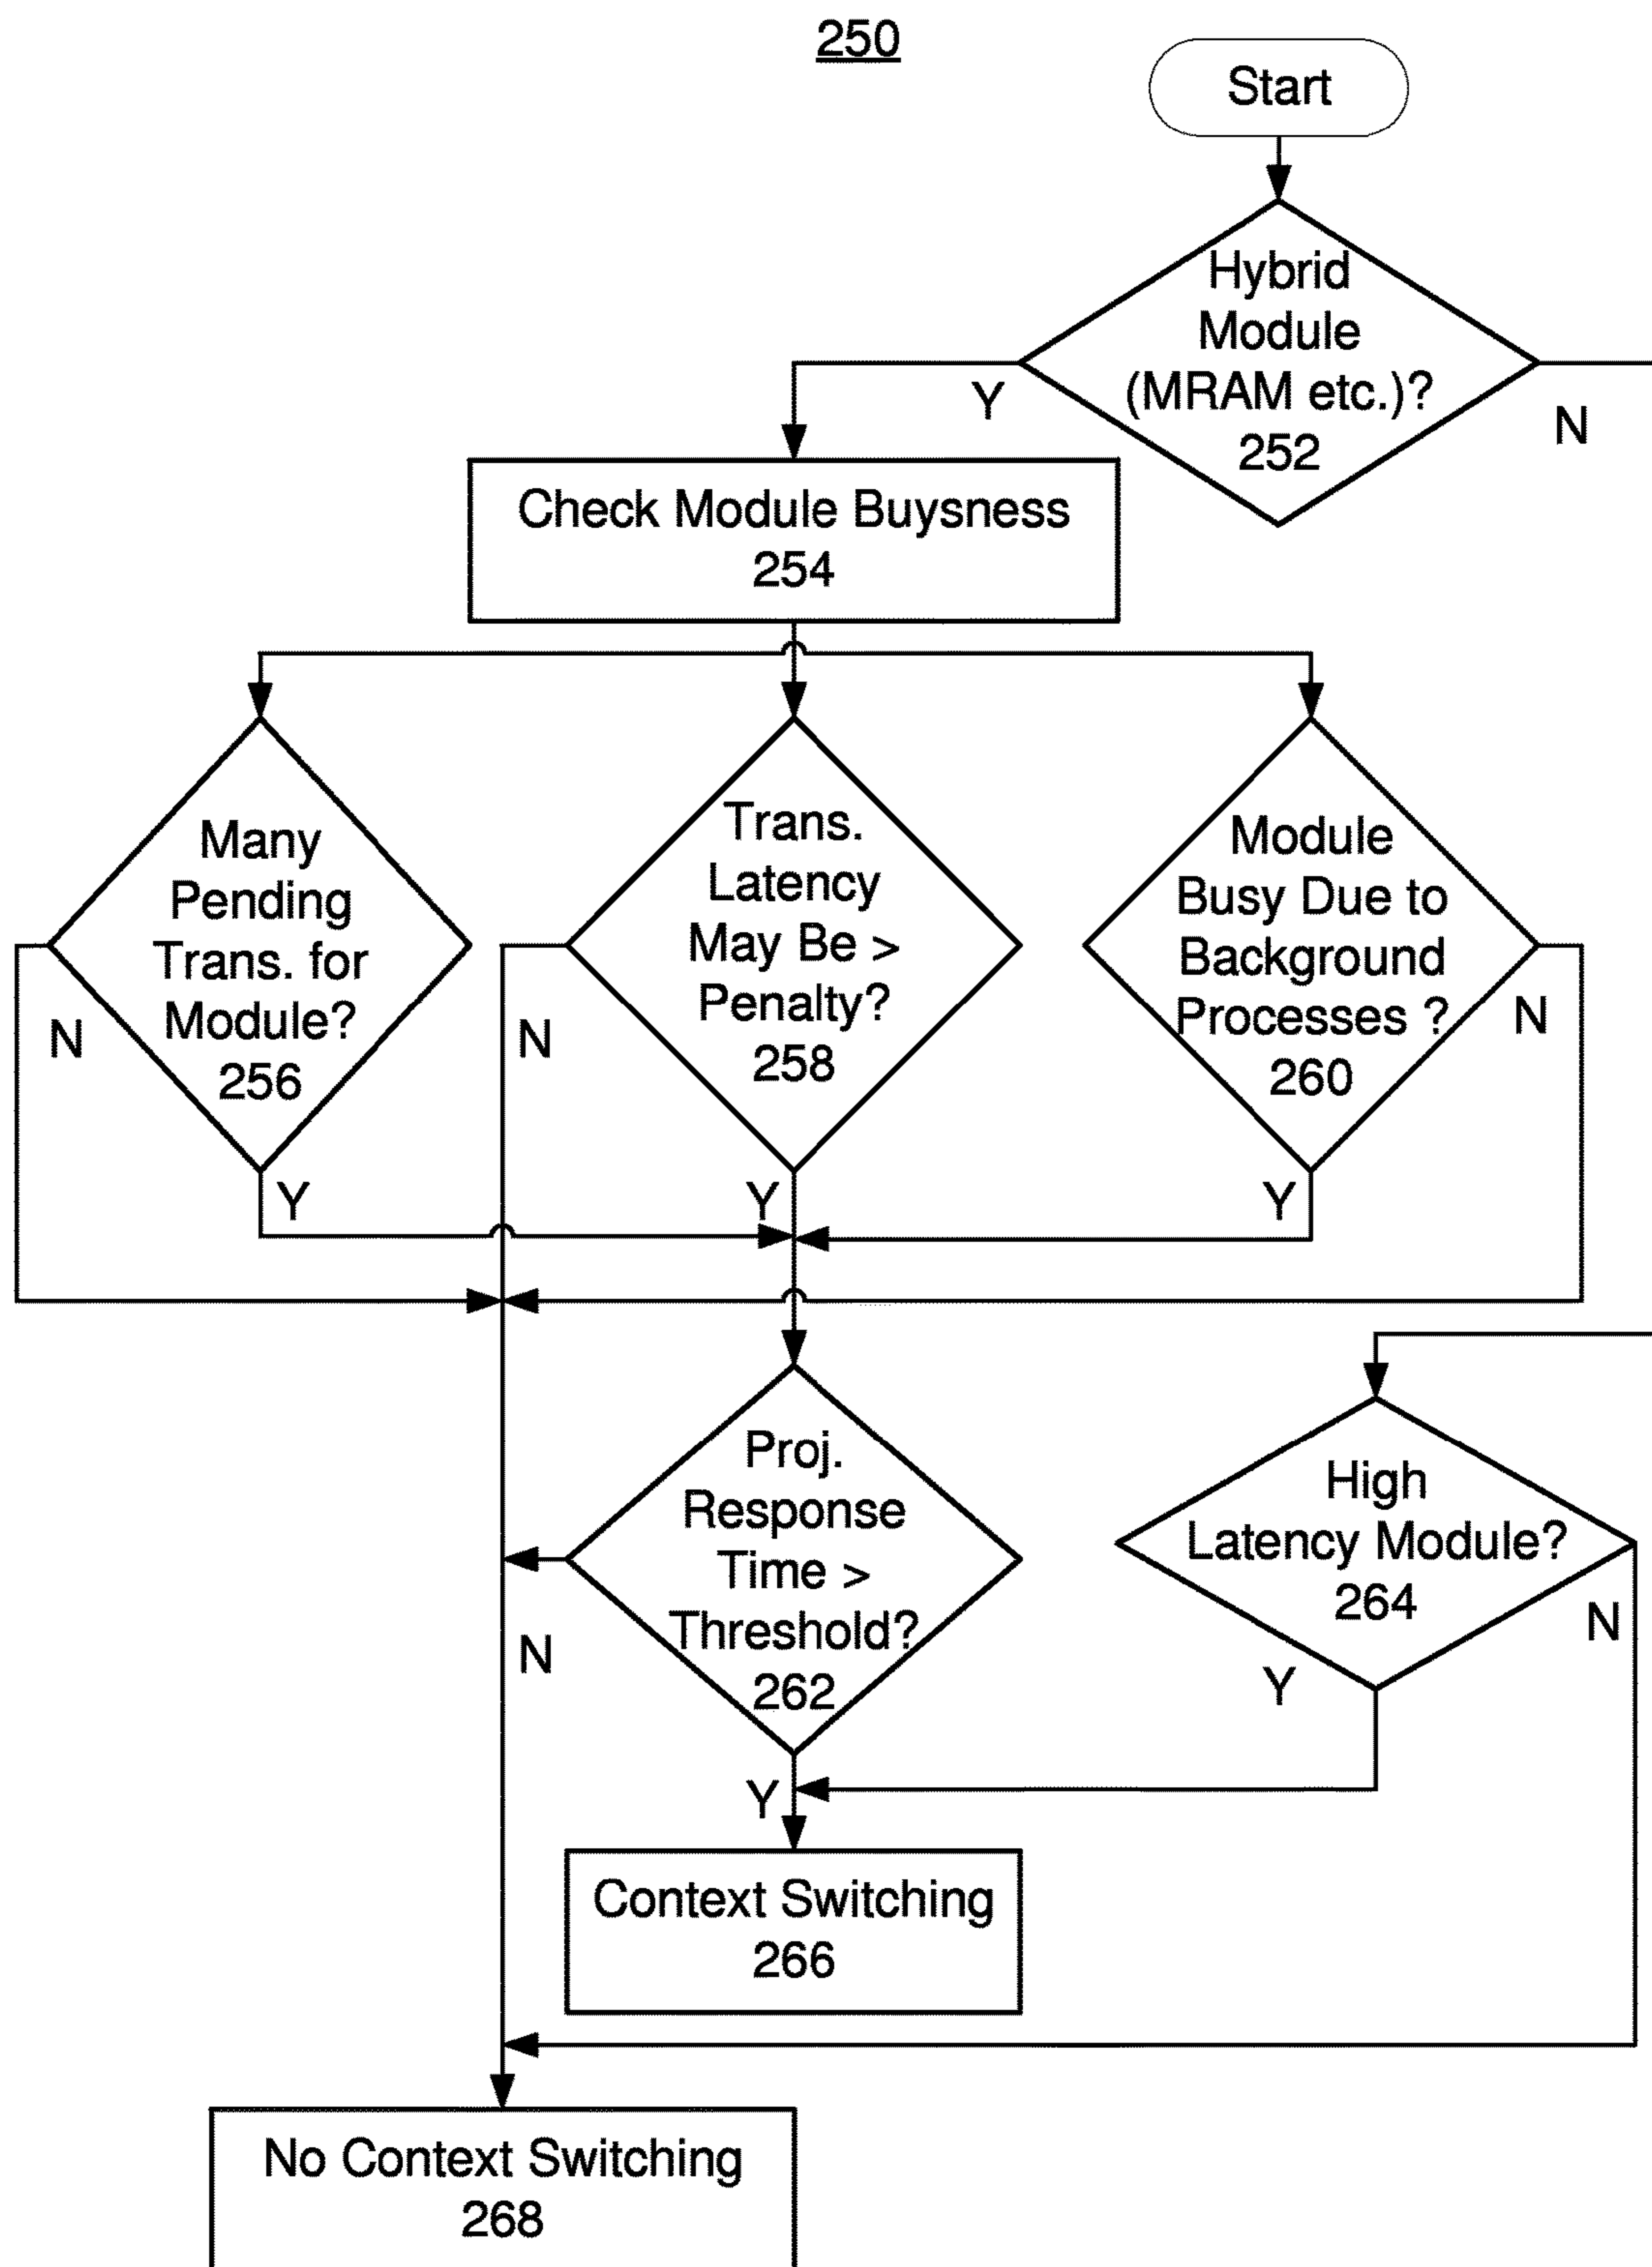 250
Start
Hybrid
Module
(MRAM etc.)?
252
Y
N
Check Module Buysness
254
Many
Pending
Trans. for
Module?
256
N
Y
Trans.
Latency
May Be >
Penalty?
258
N
Y
Module
Busy Due to
Background
Processes ?
260
N
Y
Proj.
Response
Time >
Threshold?
262
N
Y
High
Latency Module?
264
N
Y
Context Switching
266
No Context Switching
268